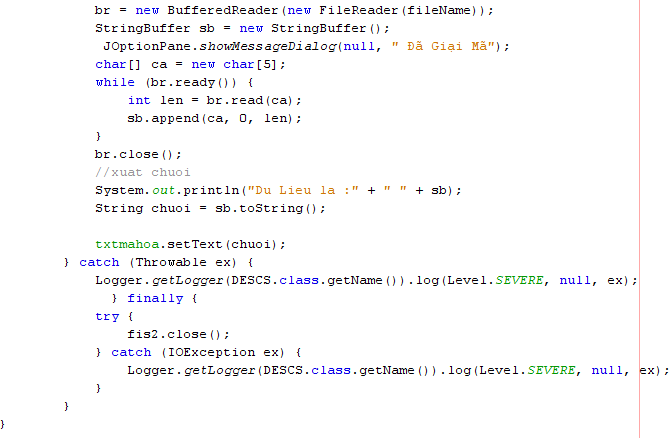 br = new BufferedReader(new FileReader(fileName));
StringBuffer sb = new StringBuffer();
JOptionPane.showMessageDialog(null, " Đã Giải Mã");
char[] ca = new char[5];
while (br.ready()) {
int len = br.read(ca);
sb.append(ca, 0, len);
}
br.close();
//xuat chuoi
System.out.println("Du Lieu la :" + " " + sb);
String chuoi = sb.toString();
txtmahoa.setText(chuoi);
} catch (Throwable ex) {
Logger.getLogger(DESCS.class.getName()).log(Level.SEVERE, null, ex);
} finally {
try {
fis2.close();
} catch (IOException ex) {
Logger.getLogger(DESCS.class.getName()).log(Level.SEVERE, null, ex);
}
}
}